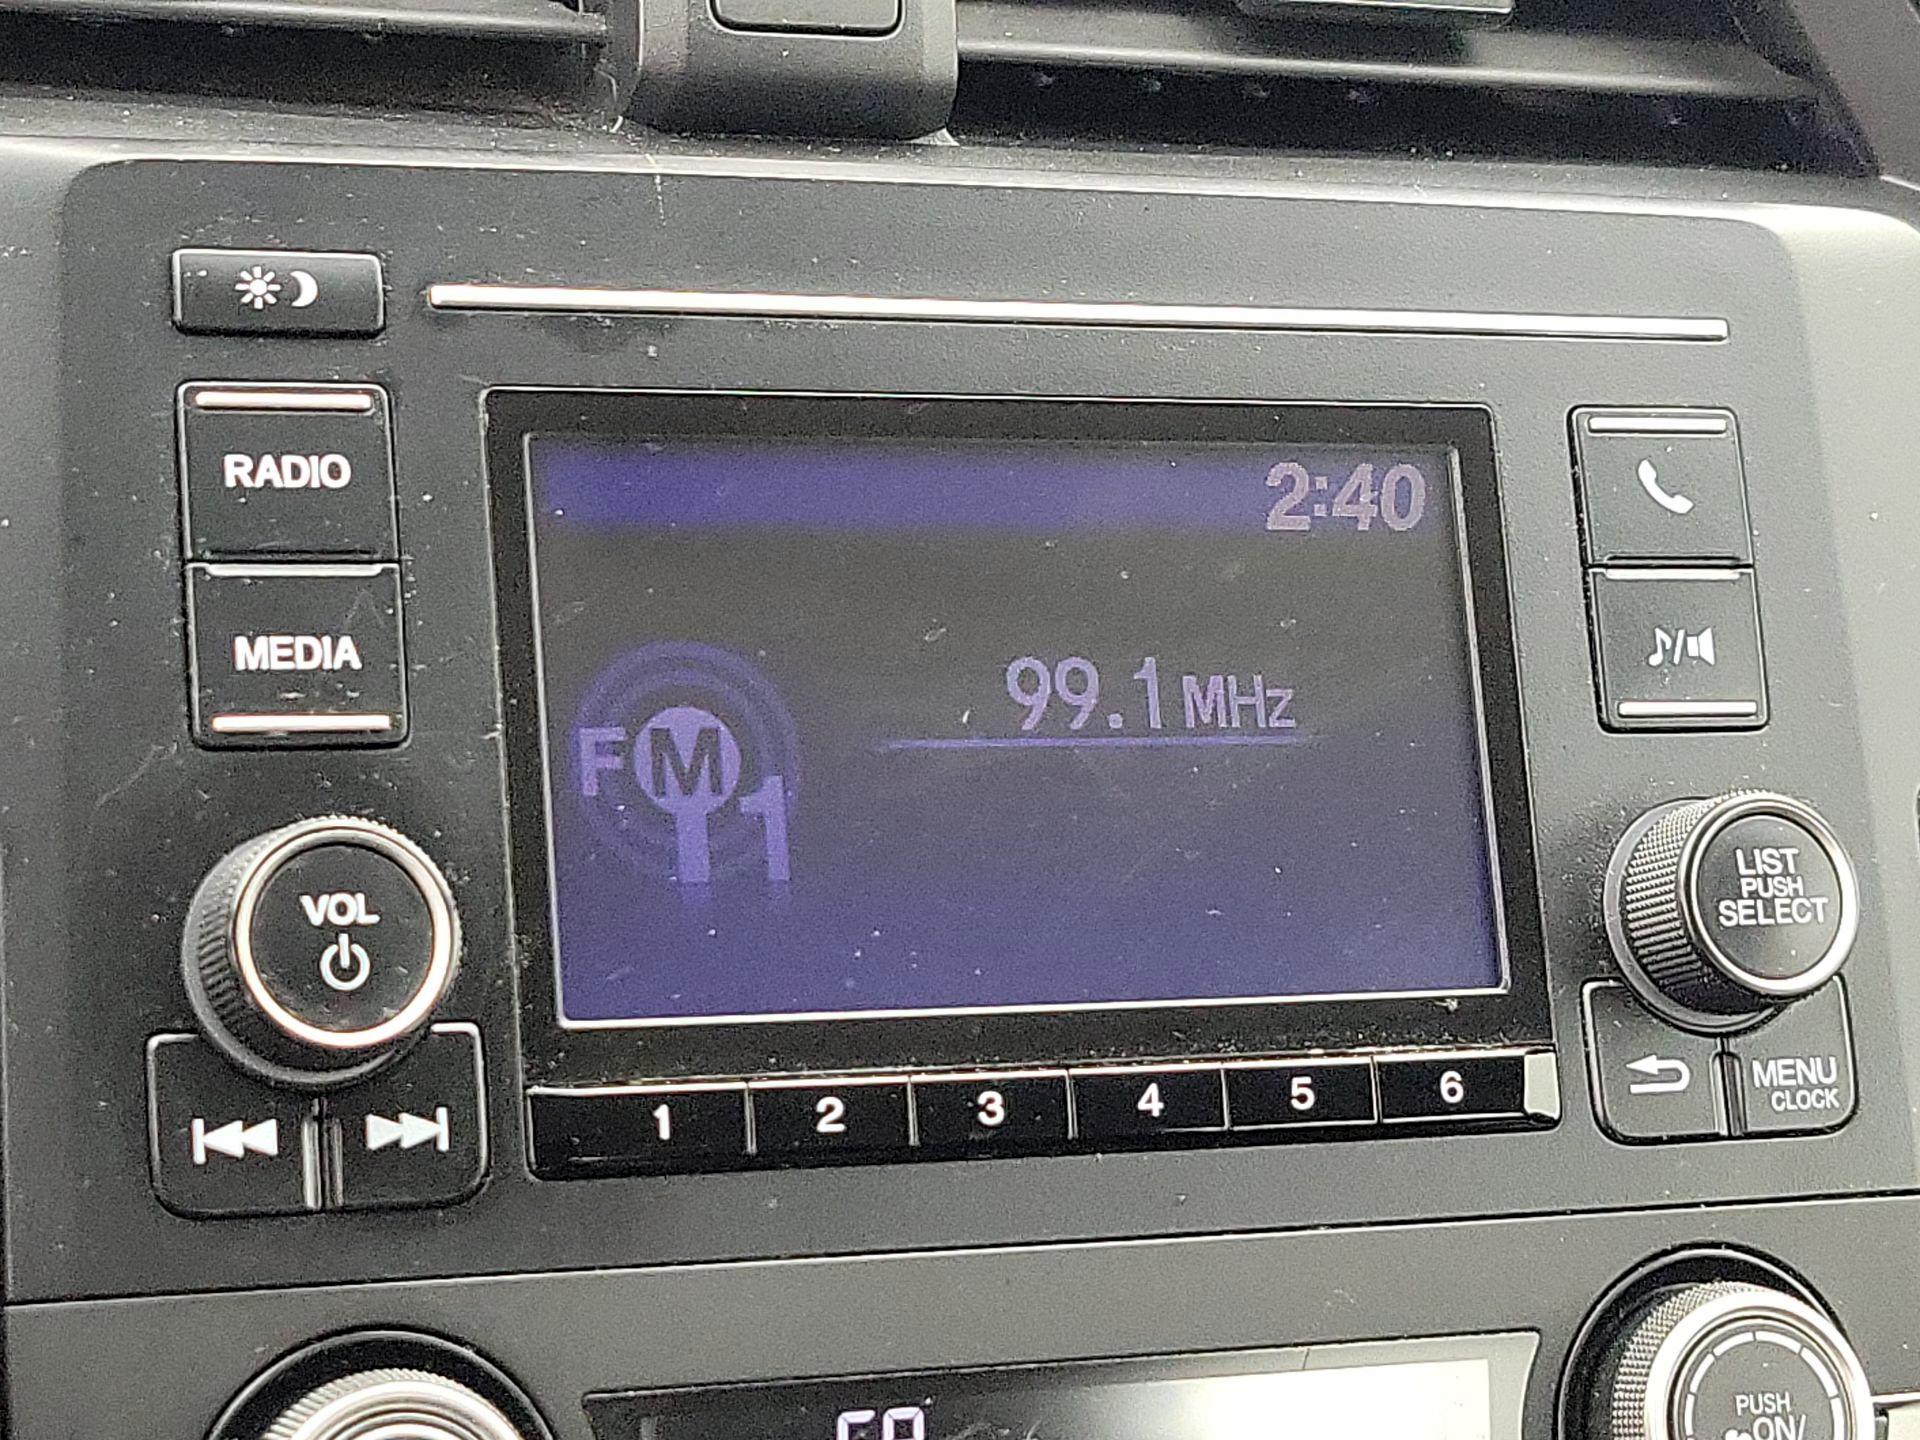 2:40
RADIO
MEDIA
99.1 MHz
FM
1
VOL
LIST
PUSH
SELECT
MENU
CLOCK
1 2 3 4 5 6
PUSH
ON/